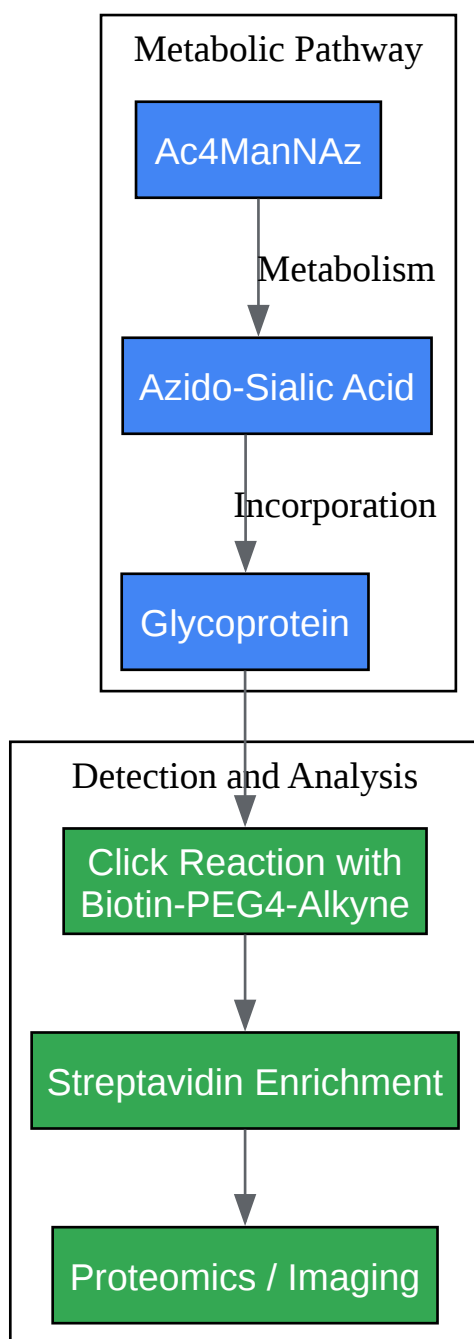 Metabolic Pathway
Ac4ManNAz
Metabolism
Azido-Sialic Acid
Incorporation
Glycoprotein
Detection and Analysis
Click Reaction with
Biotin-PEG4-Alkyne
Streptavidin Enrichment
Proteomics / Imaging